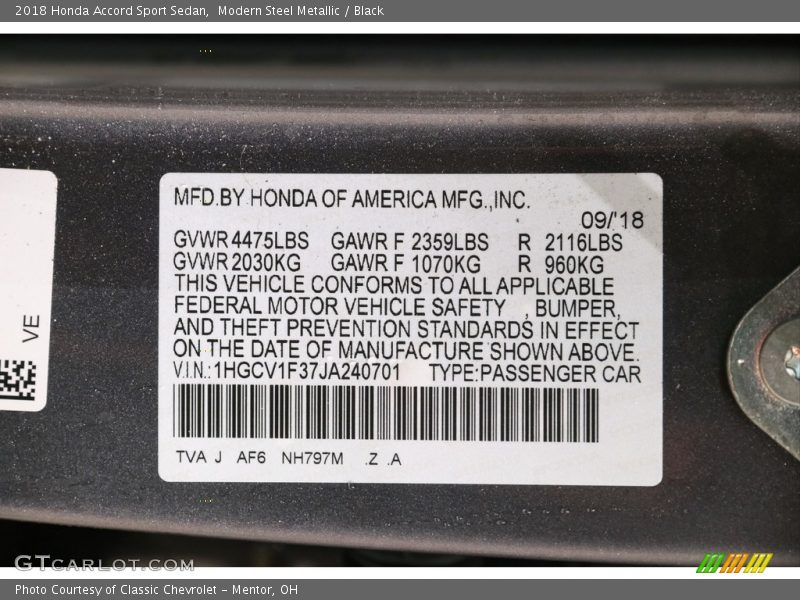 2018 Honda Accord Sport Sedan, Modern Steel Metallic / Black
MFD.BY HONDA OF AMERICA MFG.,INC.
09/'18
GVWR 4475LBS GAWR F 2359LBS R 2116LBS
GVWR 2030KG GAWR F 1070KG R 960KG
THIS VEHICLE CONFORMS TO ALL APPLICABLE
FEDERAL MOTOR VEHICLE SAFETY , BUMPER,
AND THEFT PREVENTION STANDARDS IN EFFECT
ON THE DATE OF MANUFACTURE SHOWN ABOVE.
V.I.N.:1HGCV1F37JA240701 TYPE:PASSENGER CAR
TVA J AF6 NH797M .Z .A
VE
GTCARLOT.COM
Photo Courtesy of Classic Chevrolet - Mentor, OH